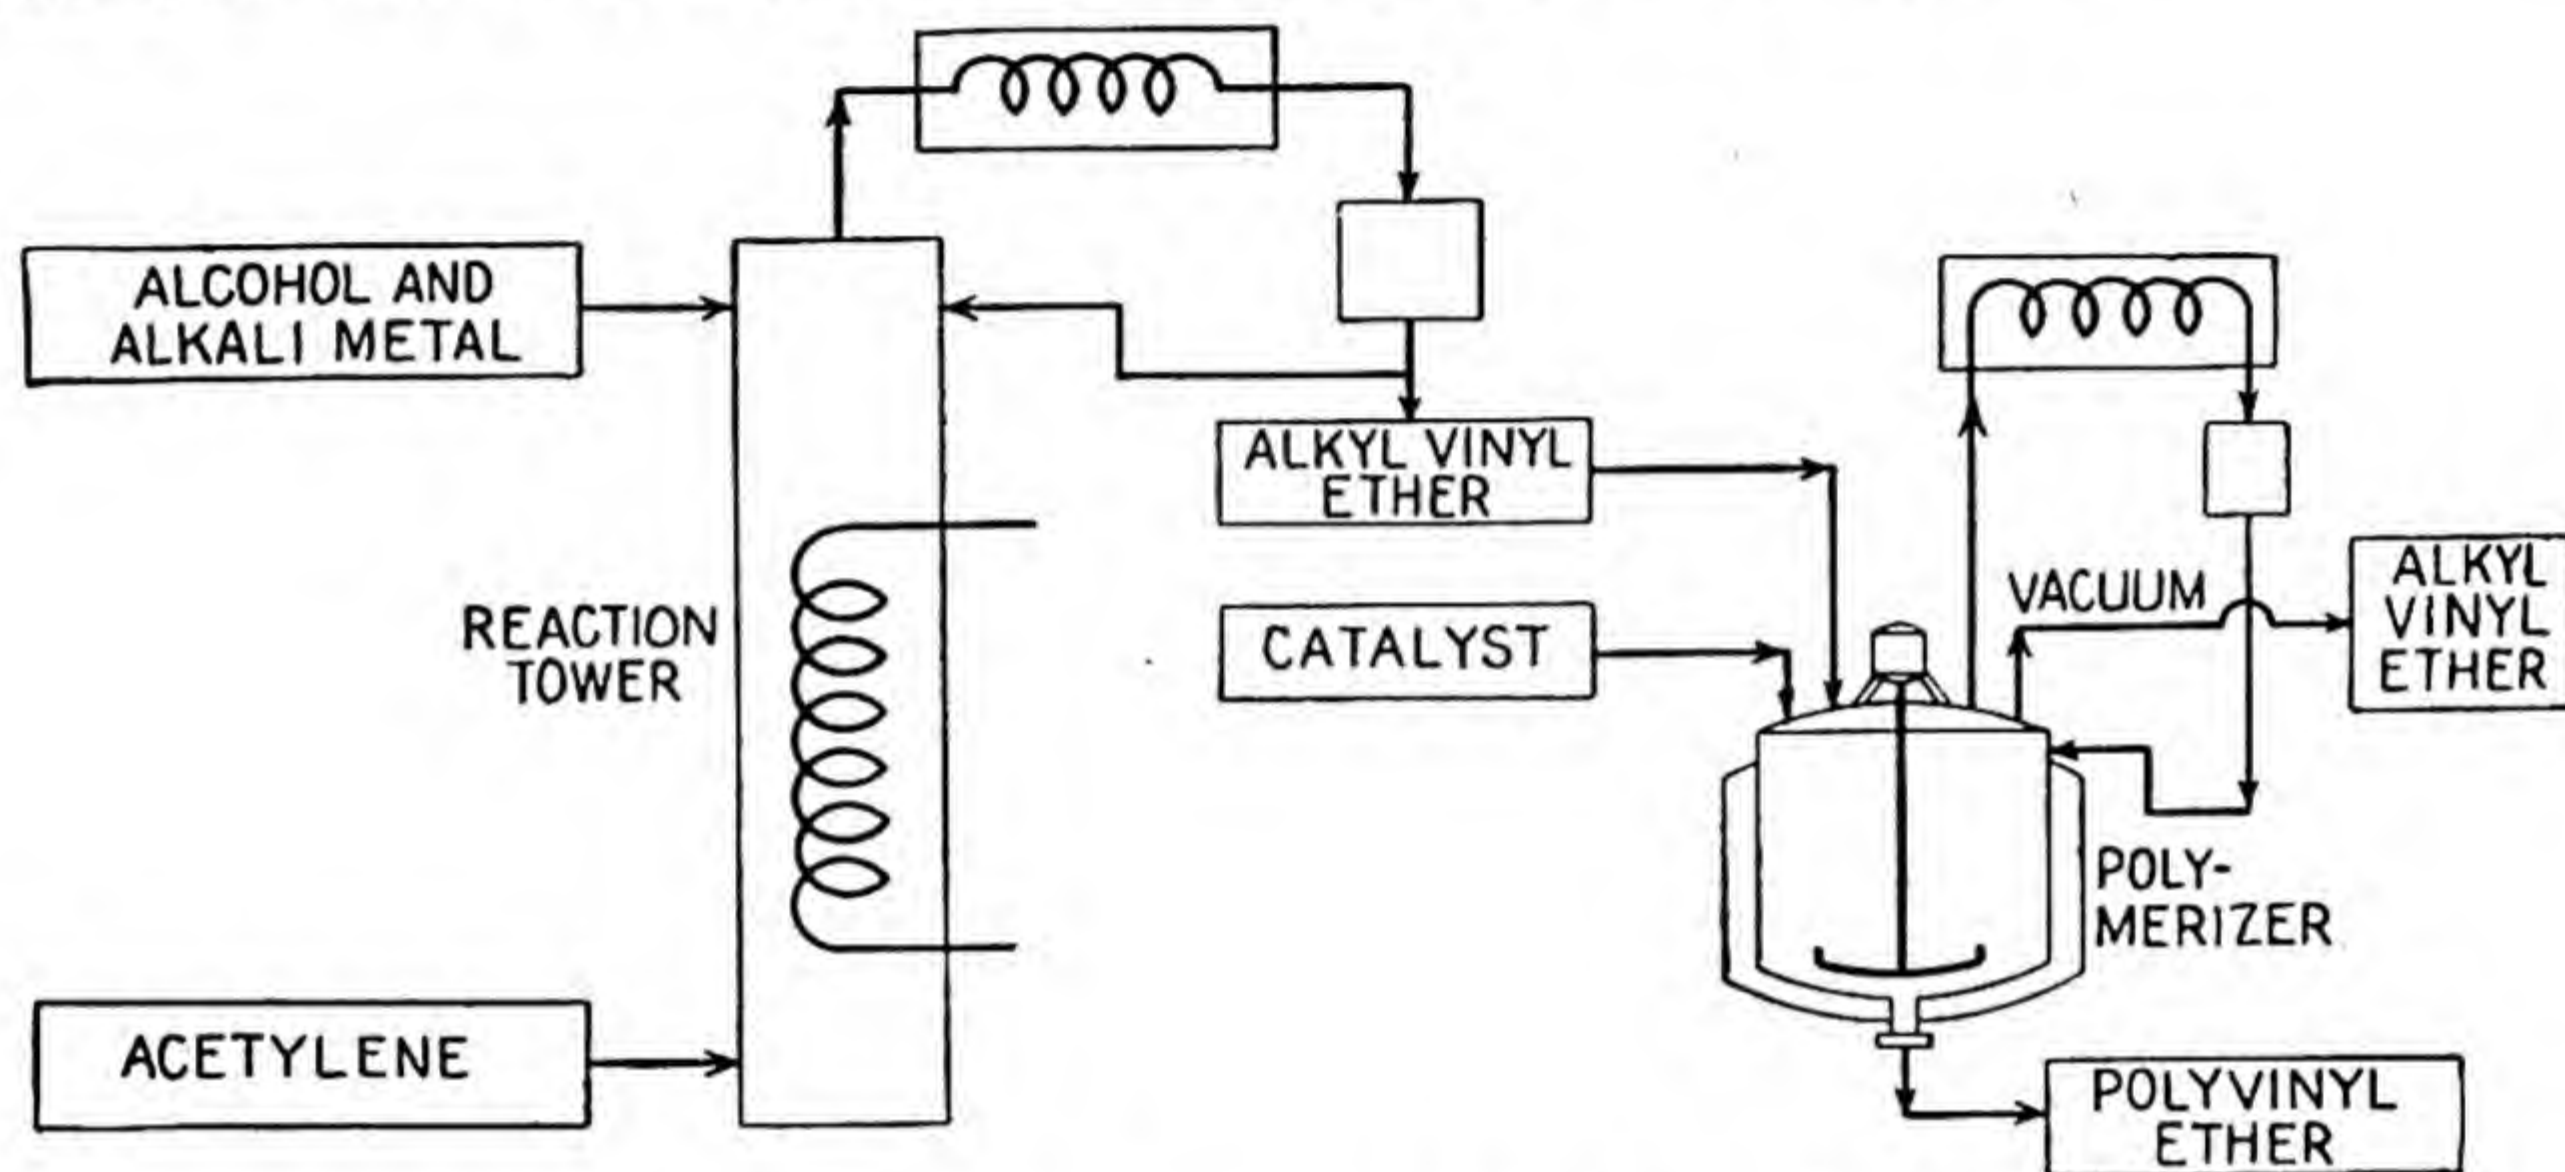 ALCOHOL AND
ALKALI METAL
REACTION
TOWER
ACETYLENE
ALKYL VINYL
ETHER
CATALYST
VACUUM
ALKYL
VINYL
ETHER
POLY-
MERIZER
POLYVINYL
ETHER